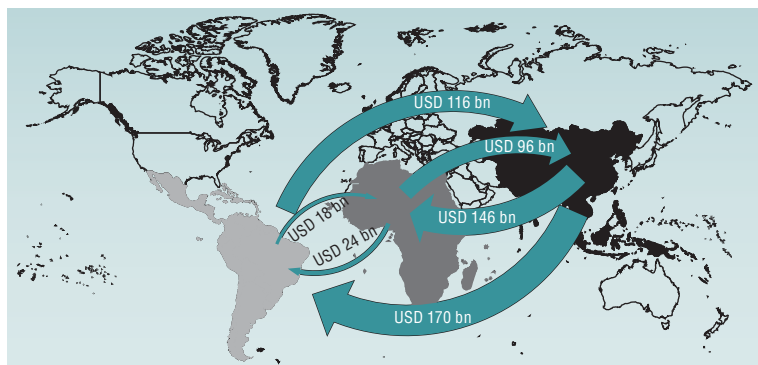 USD 116 bn
USD 96 bn
USD 18 bn
USD 146 bn
USD 24 bn
USD 170 bn